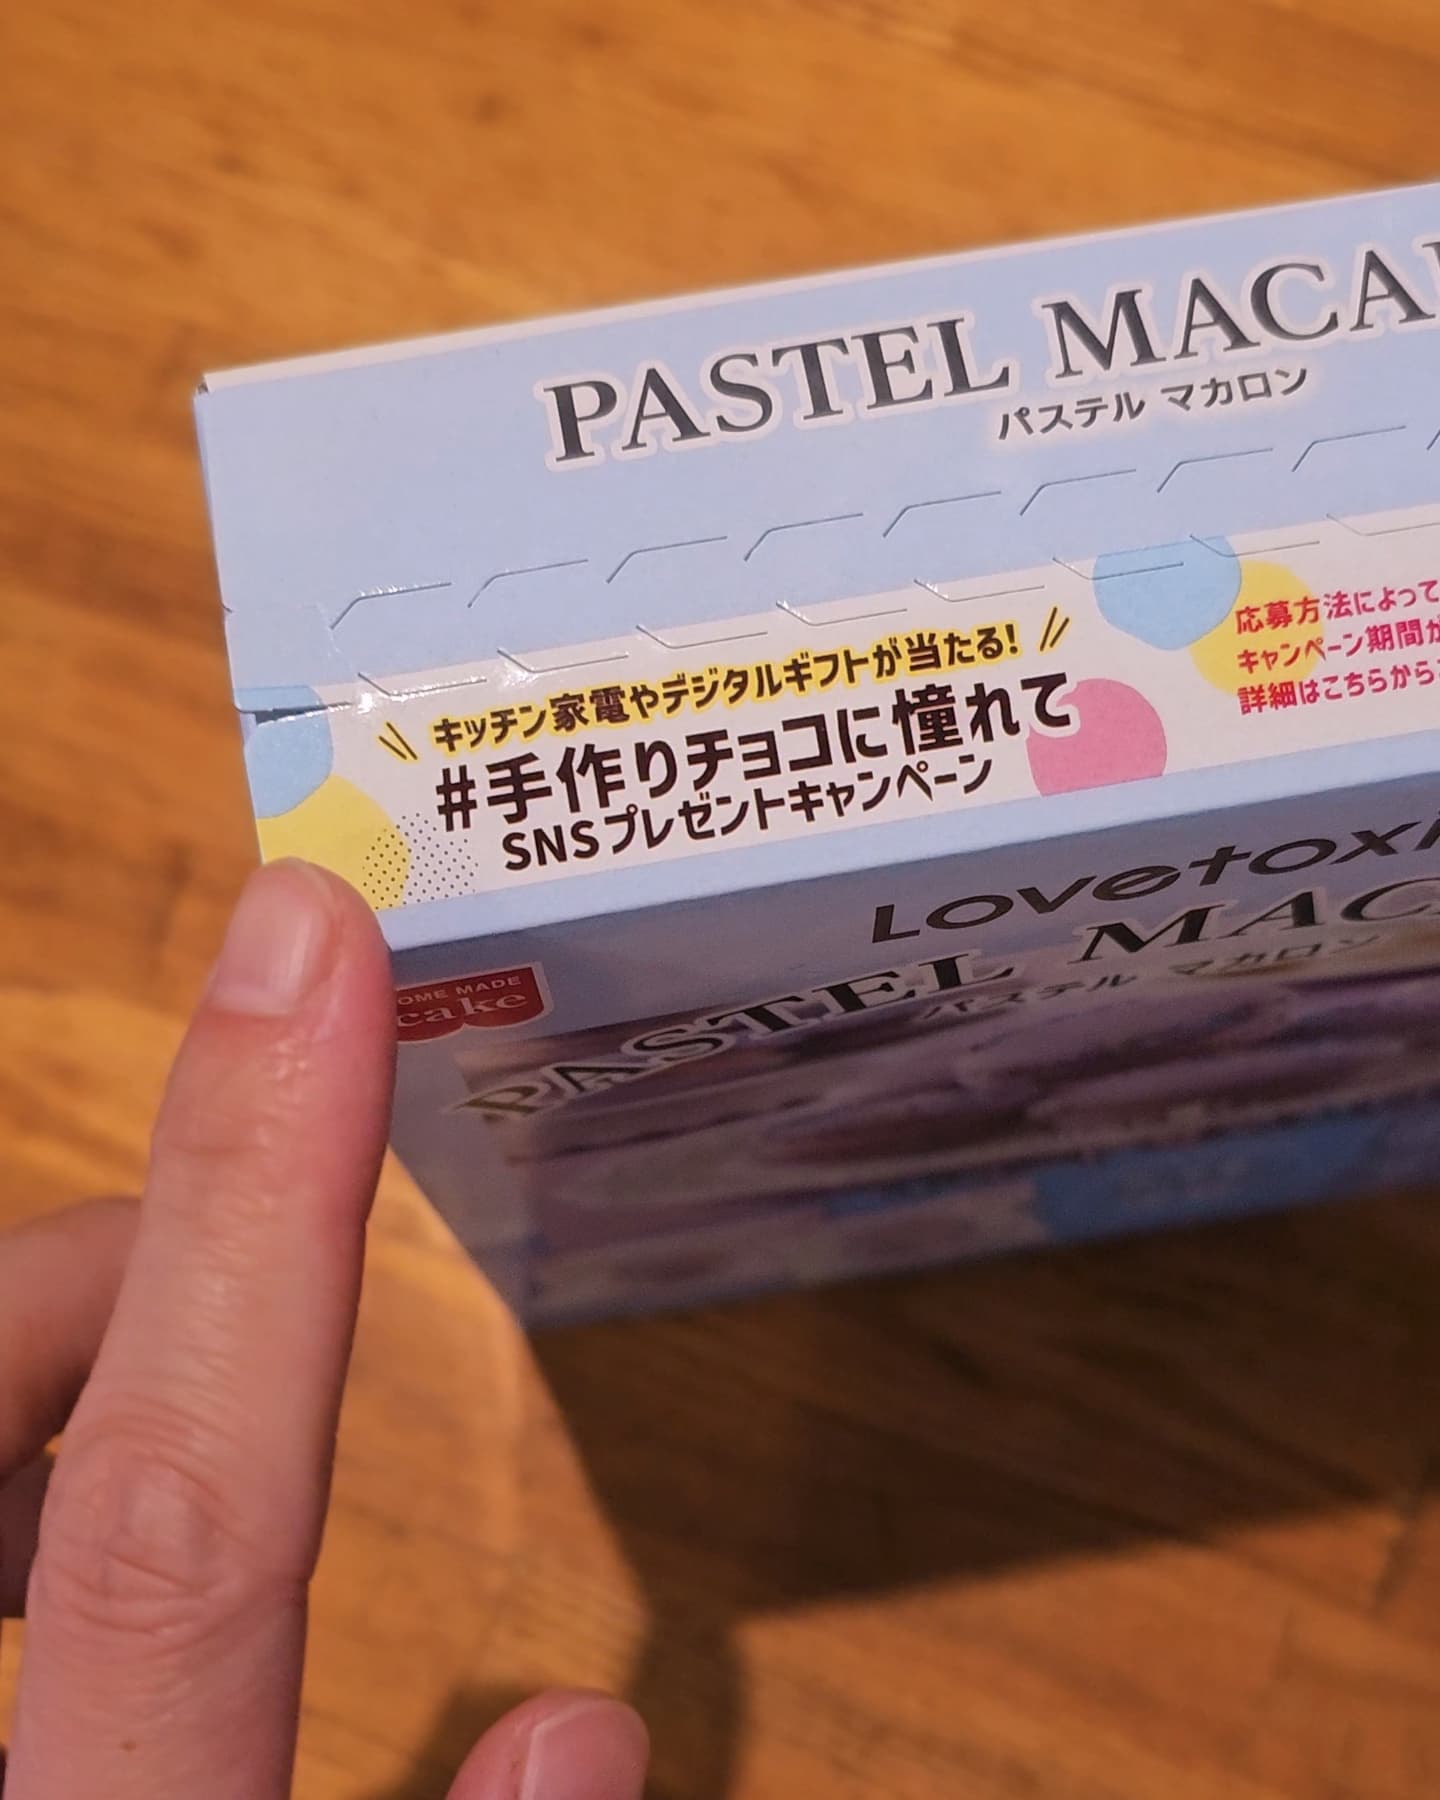 PASTEL MACA
パステル マカロン
キッチン家電やデジタルギフトが当たる!
#手作りチョコに憧れて
SNSプレゼントキャンペーン
応募方法によって
キャンペーン期間が
詳細はこちらから
Lovetoxi
PASTEL MAC
パステル マカロン
HOME MADE
cake